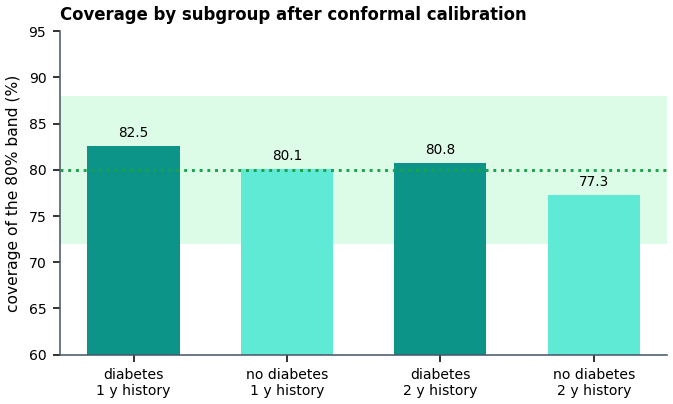 Coverage by subgroup after conformal calibration
coverage of the 80% band (%)
95
90
85
80
75
70
65
60
82.5
80.1
80.8
77.3
diabetes
1 y history
no diabetes
1 y history
diabetes
2 y history
no diabetes
2 y history